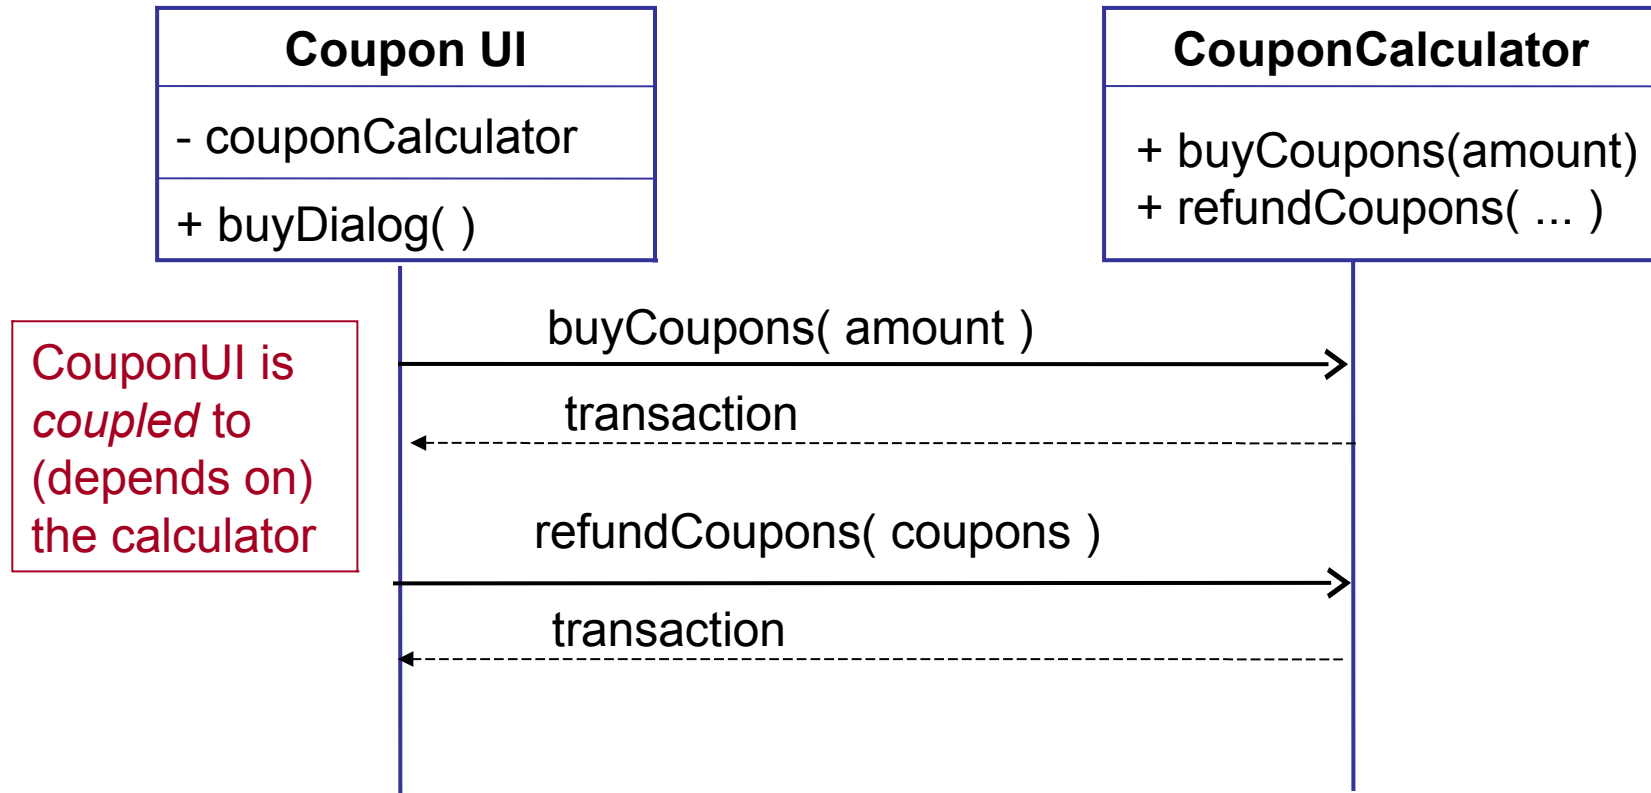 Coupon UI
- couponCalculator
+ buyDialog( )
CouponCalculator
+ buyCoupons(amount)
+ refundCoupons( ... )
CouponUI is
coupled to
(depends on)
the calculator
buyCoupons( amount )
transaction
refundCoupons( coupons )
transaction